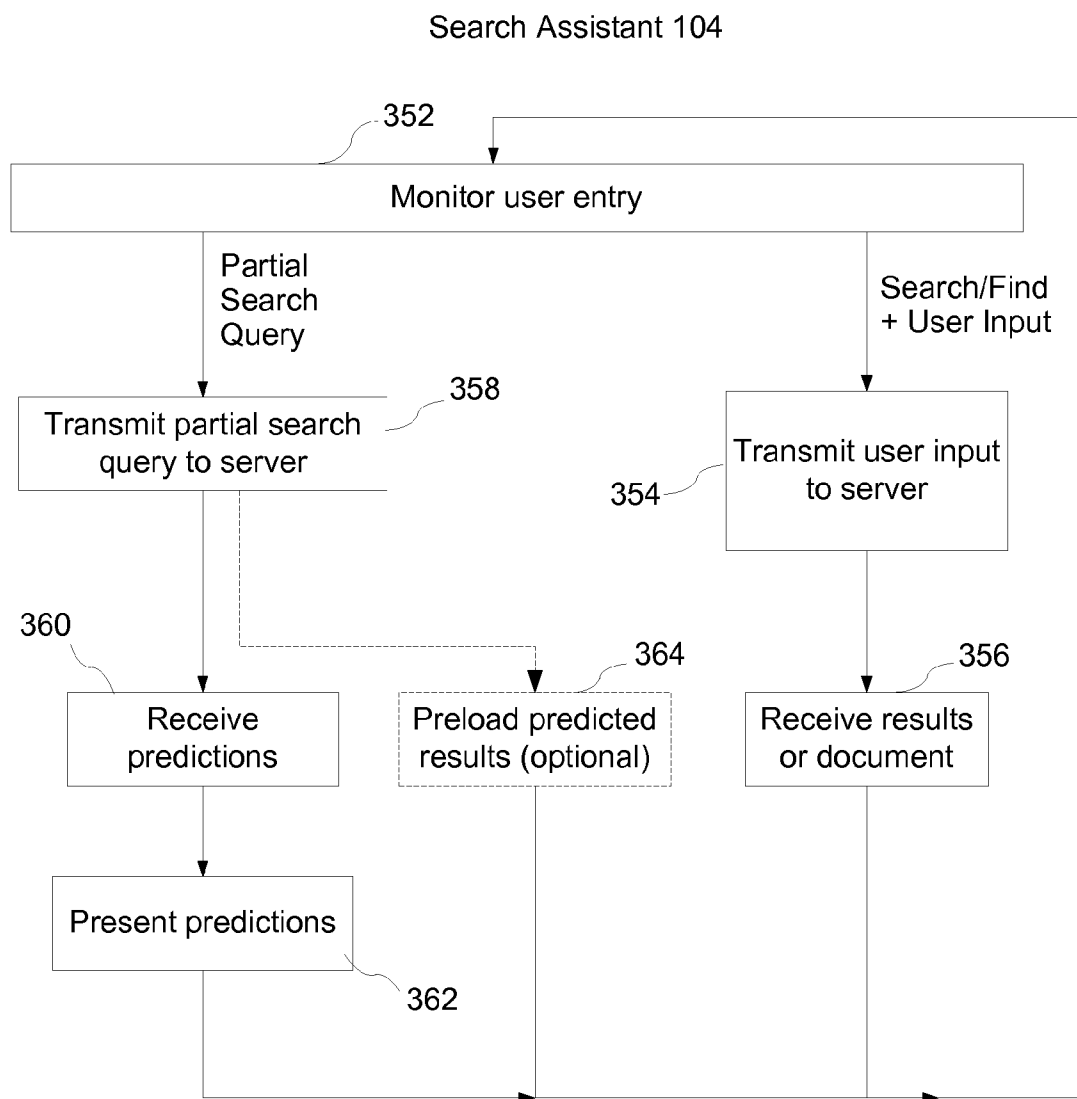 Search Assistant 104
352
Monitor user entry
Partial
Search
Query
Search/Find
+ User Input
358
Transmit partial search
query to server
354
Transmit user input
to server
360
Receive
predictions
364
Preload predicted
results (optional)
356
Receive results
or document
Present predictions
362